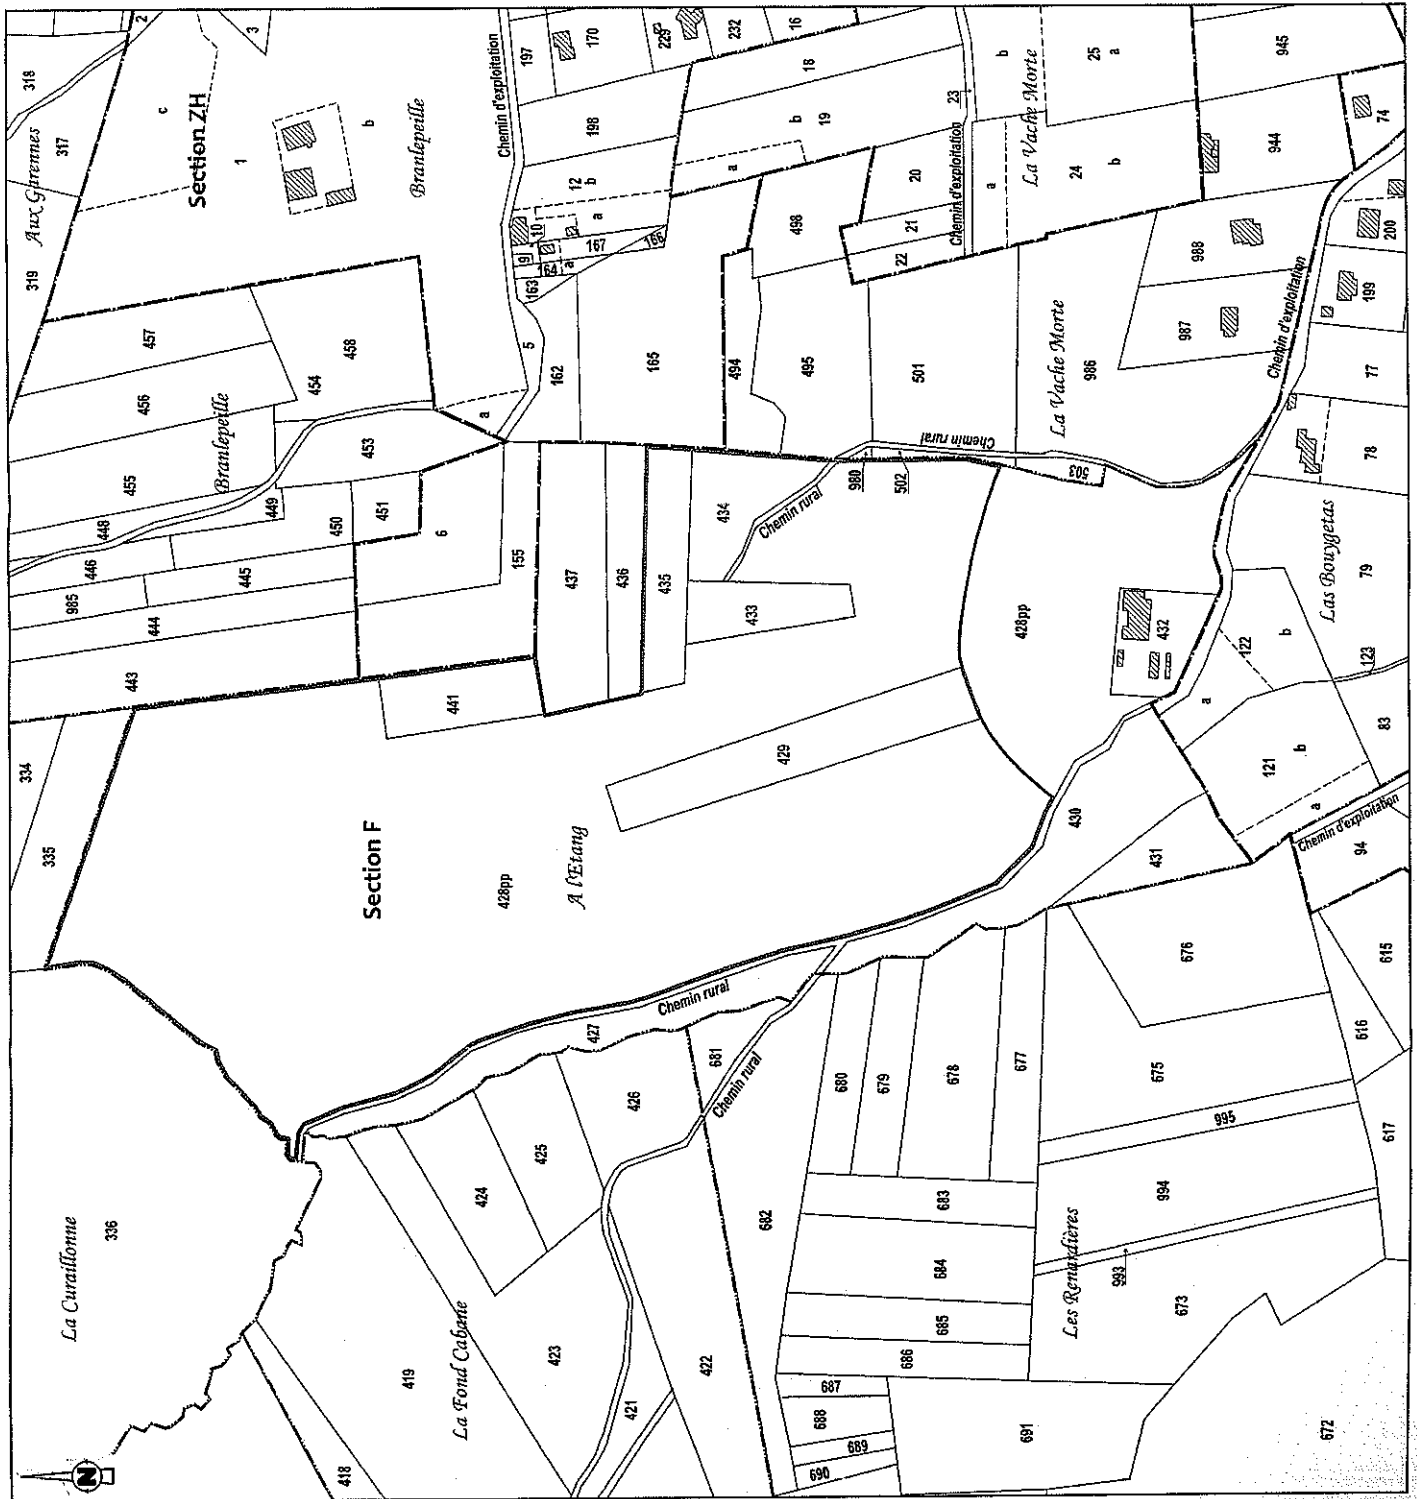 N
La Curaillonne
336
335
334
319
Aux Garennes
317
318
2
3
c
Section ZH
1
b
Branlepeille
443
444
985
446
448
455
456
457
445
449
450
451
453
454
458
Branlepeille
418
419
La Fond Cabane
423
421
422
424
425
426
427
Section F
428pp
A l'Etang
441
6
155
a
5
162
163
164
9
10
a
167
166
a
12
b
Chemin d'exploitation
197
170
198
229
232
16
18
437
436
435
434
433
429
165
494
495
498
a
b
19
20
21
22
23
Chemin d'exploitation
Chemin d'exploitation
Chemin rural
Chemin rural
Chemin rural
Chemin rural
681
682
680
679
678
677
683
684
685
686
687
688
689
690
691
980
502
501
503
428pp
432
430
431
La Vache Morte
986
987
988
a
b
La Vache Morte
24
b
25
a
944
945
74
200
199
77
78
Chemin d'exploitation
Les Renardières
676
675
995
994
993
673
672
617
616
615
94
Chemin d'exploitation
a
121
b
a
122
b
83
123
79
Las Bouygetas